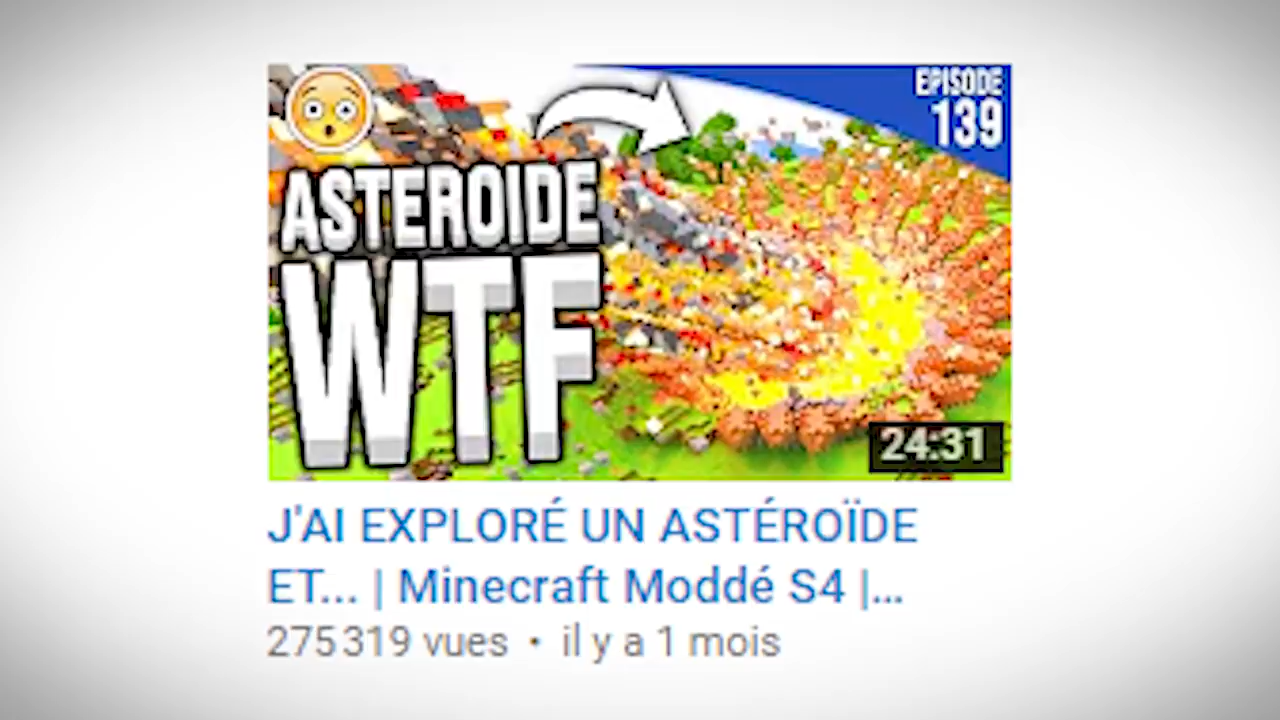 EPISODE
139
ASTEROIDE
WTF
24:31
J'AI EXPLORÉ UN ASTÉROÏDE
ET... | Minecraft Moddé S4 |...
275 319 vues • il y a 1 mois